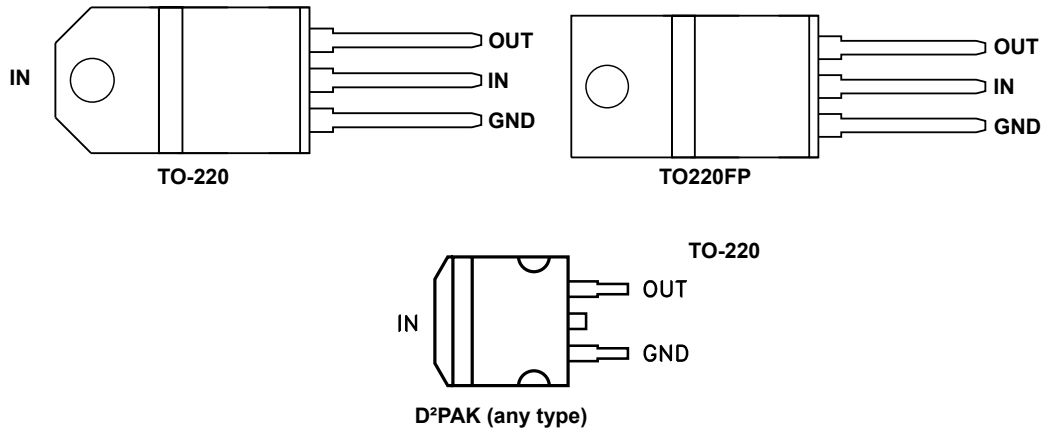 IN
OUT
IN
GND
TO-220
OUT
IN
GND
TO220FP
TO-220
IN
OUT
GND
D²PAK (any type)